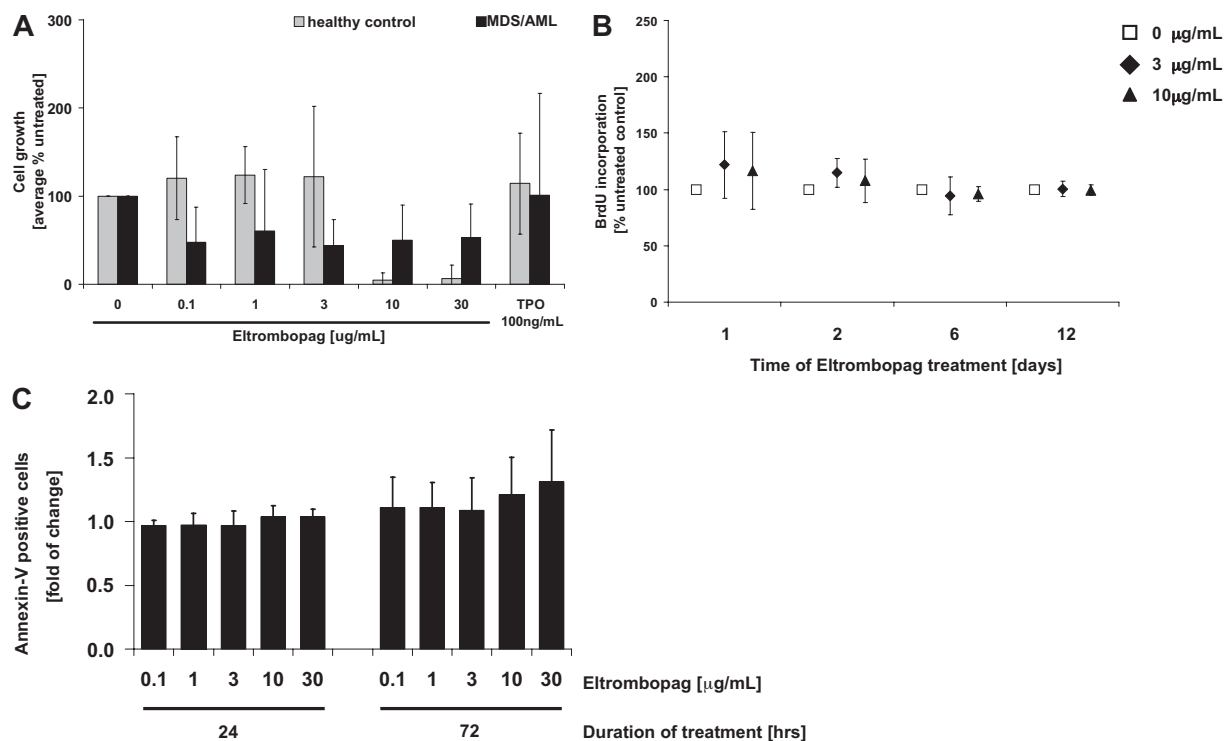 A
healthy control
MDS/AML
Cell growth
[average % untreated]
300
200
100
0
0
0.1
1
3
10
30
TPO
100ng/mL
Eltrombopag [ug/mL]
B
0 μg/mL
3 μg/mL
10μg/mL
BrdU incorporation
[% untreated control]
250
200
150
100
50
0
1
2
6
12
Time of Eltrombopag treatment [days]
C
Annexin-V positive cells
[fold of change]
2.0
1.5
1.0
0.5
0.0
0.1 1 3 10 30 0.1 1 3 10 30 Eltrombopag [μg/mL]
24 72 Duration of treatment [hrs]